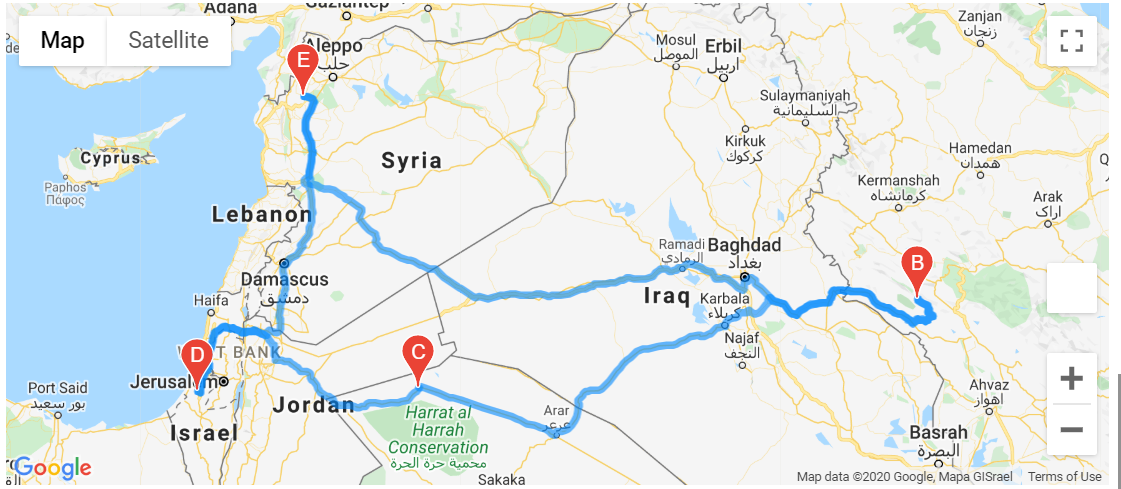 Adana
Gaziantep
Zanjan
زنجان
Map
Satellite
Aleppo
حلب
E
Mosul
الموصل
Erbil
اربيل
Sulaymaniyah
السليمانية
Kirkuk
كركوك
Hamedan
همدان
Cyprus
Syria
Paphos
Πάφος
Kermanshah
کرمانشاه
Arak
اراک
Lebanon
Ramadi
الرمادي
Baghdad
بغداد
B
Damascus
دمشق
Haifa
Iraq
Karbala
كربلاء
Najaf
النجف
C
D
WEST BANK
Jerusalem
Port Said
بور سعيد
Jordan
Harrat al
Harrah
Conservation
محمية حرة الحرة
Arar
عرعر
Ahvaz
اهواز
Israel
Basrah
البصرة
Google
Sakaka
Map data ©2020 Google, Mapa GISrael
Terms of Use